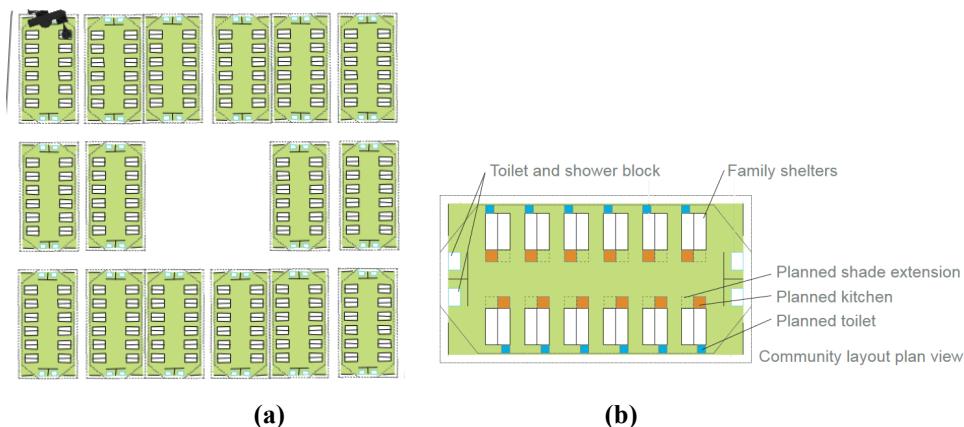 Toilet and shower block
Family shelters
Planned shade extension
Planned kitchen
Planned toilet
Community layout plan view
(a)
(b)